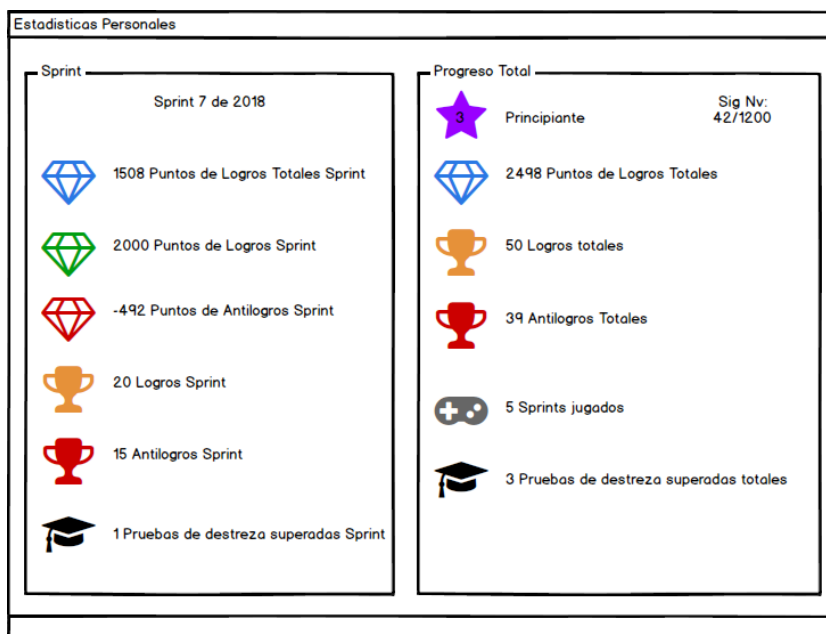 Estadisticas Personales
Sprint
Sprint 7 de 2018
1508 Puntos de Logros Totales Sprint
2000 Puntos de Logros Sprint
-492 Puntos de Antilogros Sprint
20 Logros Sprint
15 Antilogros Sprint
1 Pruebas de destreza superadas Sprint
Progreso Total
3
Principiante
Sig Nv:
42/1200
2498 Puntos de Logros Totales
50 Logros totales
39 Antilogros Totales
5 Sprints jugados
3 Pruebas de destreza superadas totales